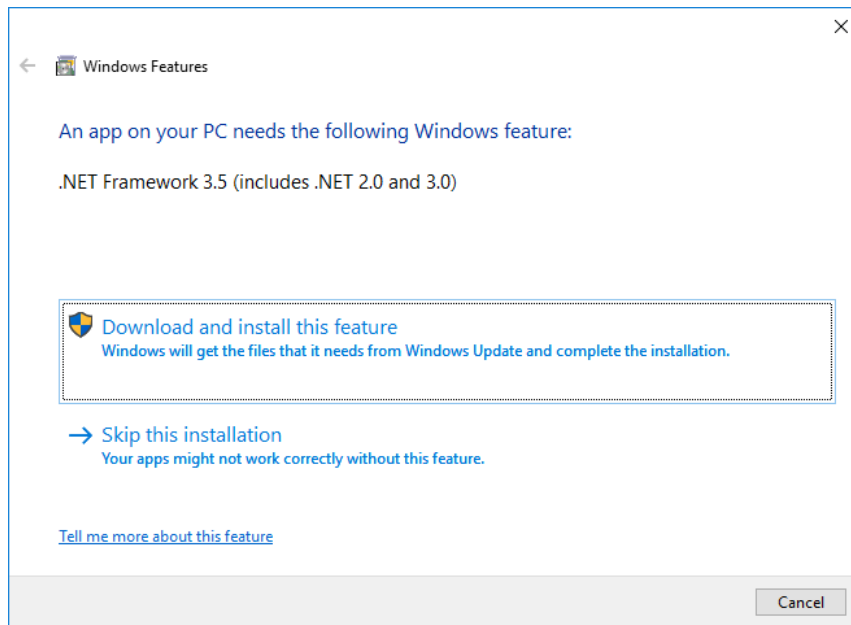 Windows Features
An app on your PC needs the following Windows feature:
.NET Framework 3.5 (includes .NET 2.0 and 3.0)
Download and install this feature
Windows will get the files that it needs from Windows Update and complete the installation.
Skip this installation
Your apps might not work correctly without this feature.
Tell me more about this feature
Cancel